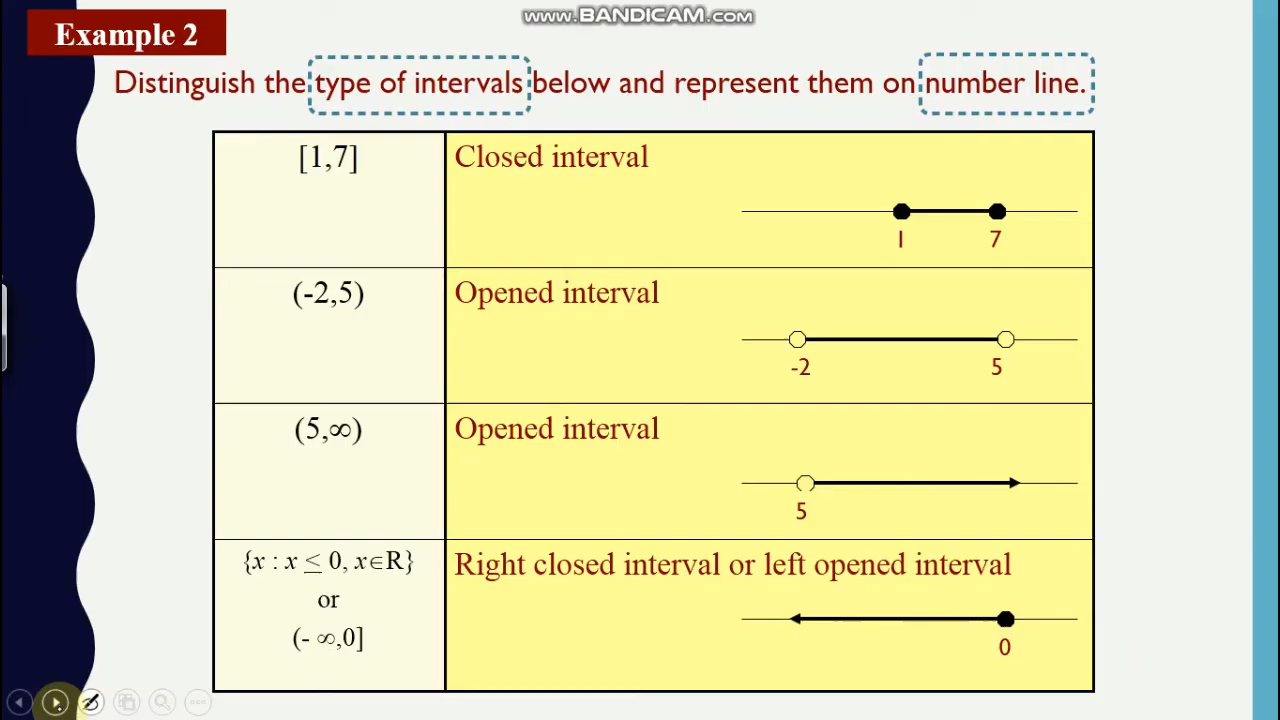 www.BANDICAM.com
Example 2
Distinguish the type of intervals below and represent them on number line.
[1,7]
Closed interval
1 7
(-2,5)
Opened interval
-2 5
(5,∞)
Opened interval
5
{x : x ≤ 0, x∈R}
or
(- ∞,0]
Right closed interval or left opened interval
0